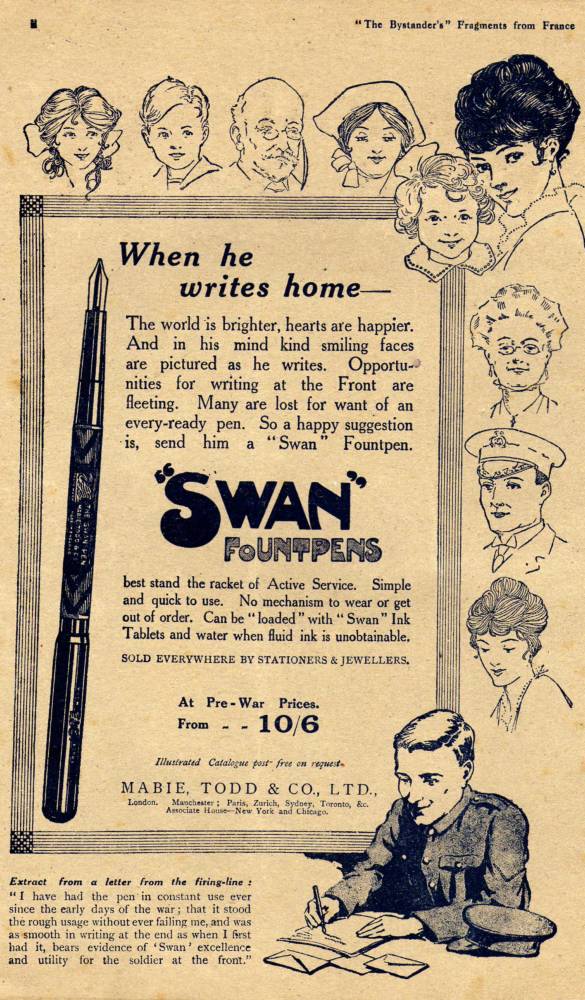 "The Bystander's" Fragments from France
When he
writes home—
The world is brighter, hearts are happier.
And in his mind kind smiling faces
are pictured as he writes. Opportu-
nities for writing at the Front are
fleeting. Many are lost for want of an
every-ready pen. So a happy suggestion
is, send him a "Swan" Fountpen.
"SWAN"
FOUNTPENS
best stand the racket of Active Service. Simple
and quick to use. No mechanism to wear or get
out of order. Can be "loaded" with "Swan" Ink
Tablets and water when fluid ink is unobtainable.
SOLD EVERYWHERE BY STATIONERS & JEWELLERS.
At Pre-War Prices.
From - - 10/6
Illustrated Catalogue post free on request.
MABIE, TODD & CO., LTD.,
London. Manchester; Paris, Zurich, Sydney, Toronto, &c.
Associate House—New York and Chicago.
Extract from a letter from the firing-line:
"I have had the pen in constant use ever
since the early days of the war; that it stood
the rough usage without ever failing me, and was
as smooth in writing at the end as when I first
had it, bears evidence of 'Swan' excellence
and utility for the soldier at the front."
THE SWAN PEN
MABIE TODD & CO